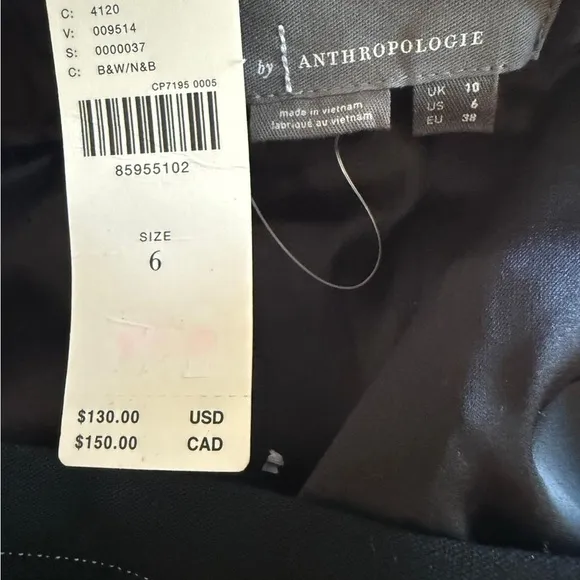 C: 4120
V: 009514
S: 0000037
C: B&W/N&B
CP7195 0005
85955102
SIZE
6
$130.00 USD
$150.00 CAD
by ANTHROPOLOGIE
made in vietnam
fabriqué au vietnam
UK 10
US 6
EU 38